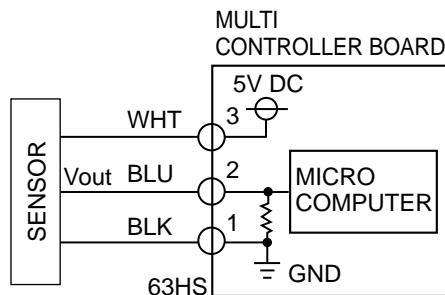 MULTI
CONTROLLER BOARD
5V DC
WHT
3
Vout
BLU
2
MICRO
COMPUTER
SENSOR
BLK
1
GND
63HS